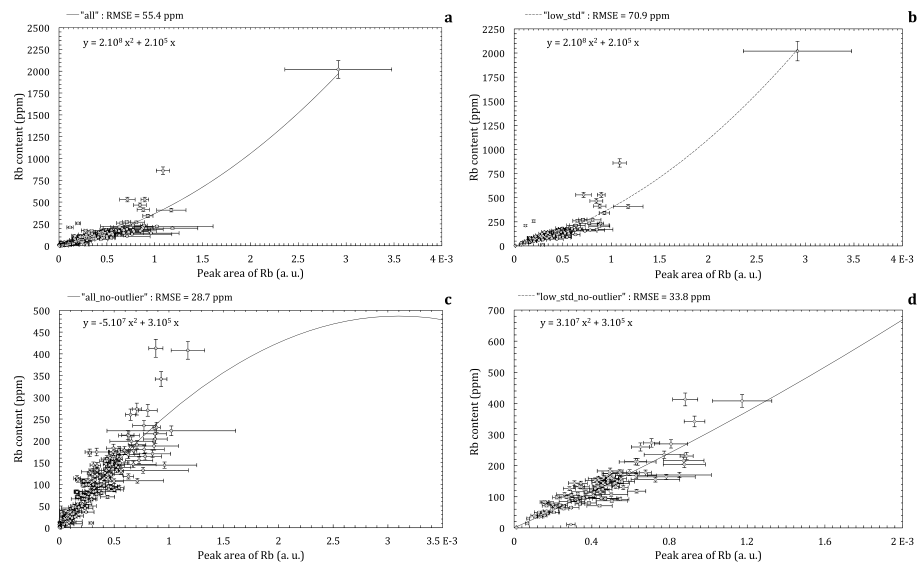 "all" : RMSE = 55.4 ppm
a
y = 2.10⁸ x² + 2.10⁵ x
Rb content (ppm)
2500
2250
2000
1750
1500
1250
1000
750
500
250
0
0 0.5 1 1.5 2 2.5 3 3.5 4 E-3
Peak area of Rb (a. u.)
"low_std" : RMSE = 70.9 ppm
b
y = 2.10⁸ x² + 2.10⁵ x
Rb content (ppm)
2250
2000
1750
1500
1250
1000
750
500
250
0
0 0.5 1 1.5 2 2.5 3 3.5 4 E-3
Peak area of Rb (a. u.)
"all_no-outlier" : RMSE = 28.7 ppm
c
y = -5.10⁷ x² + 3.10⁵ x
Rb content (ppm)
500
450
400
350
300
250
200
150
100
50
0
0 0.5 1 1.5 2 2.5 3 3.5 E-3
Peak area of Rb (a. u.)
"low_std_no-outlier" : RMSE = 33.8 ppm
d
y = 3.10⁷ x² + 3.10⁵ x
Rb content (ppm)
700
600
500
400
300
200
100
0
0 0.4 0.8 1.2 1.6 2 E-3
Peak area of Rb (a. u.)